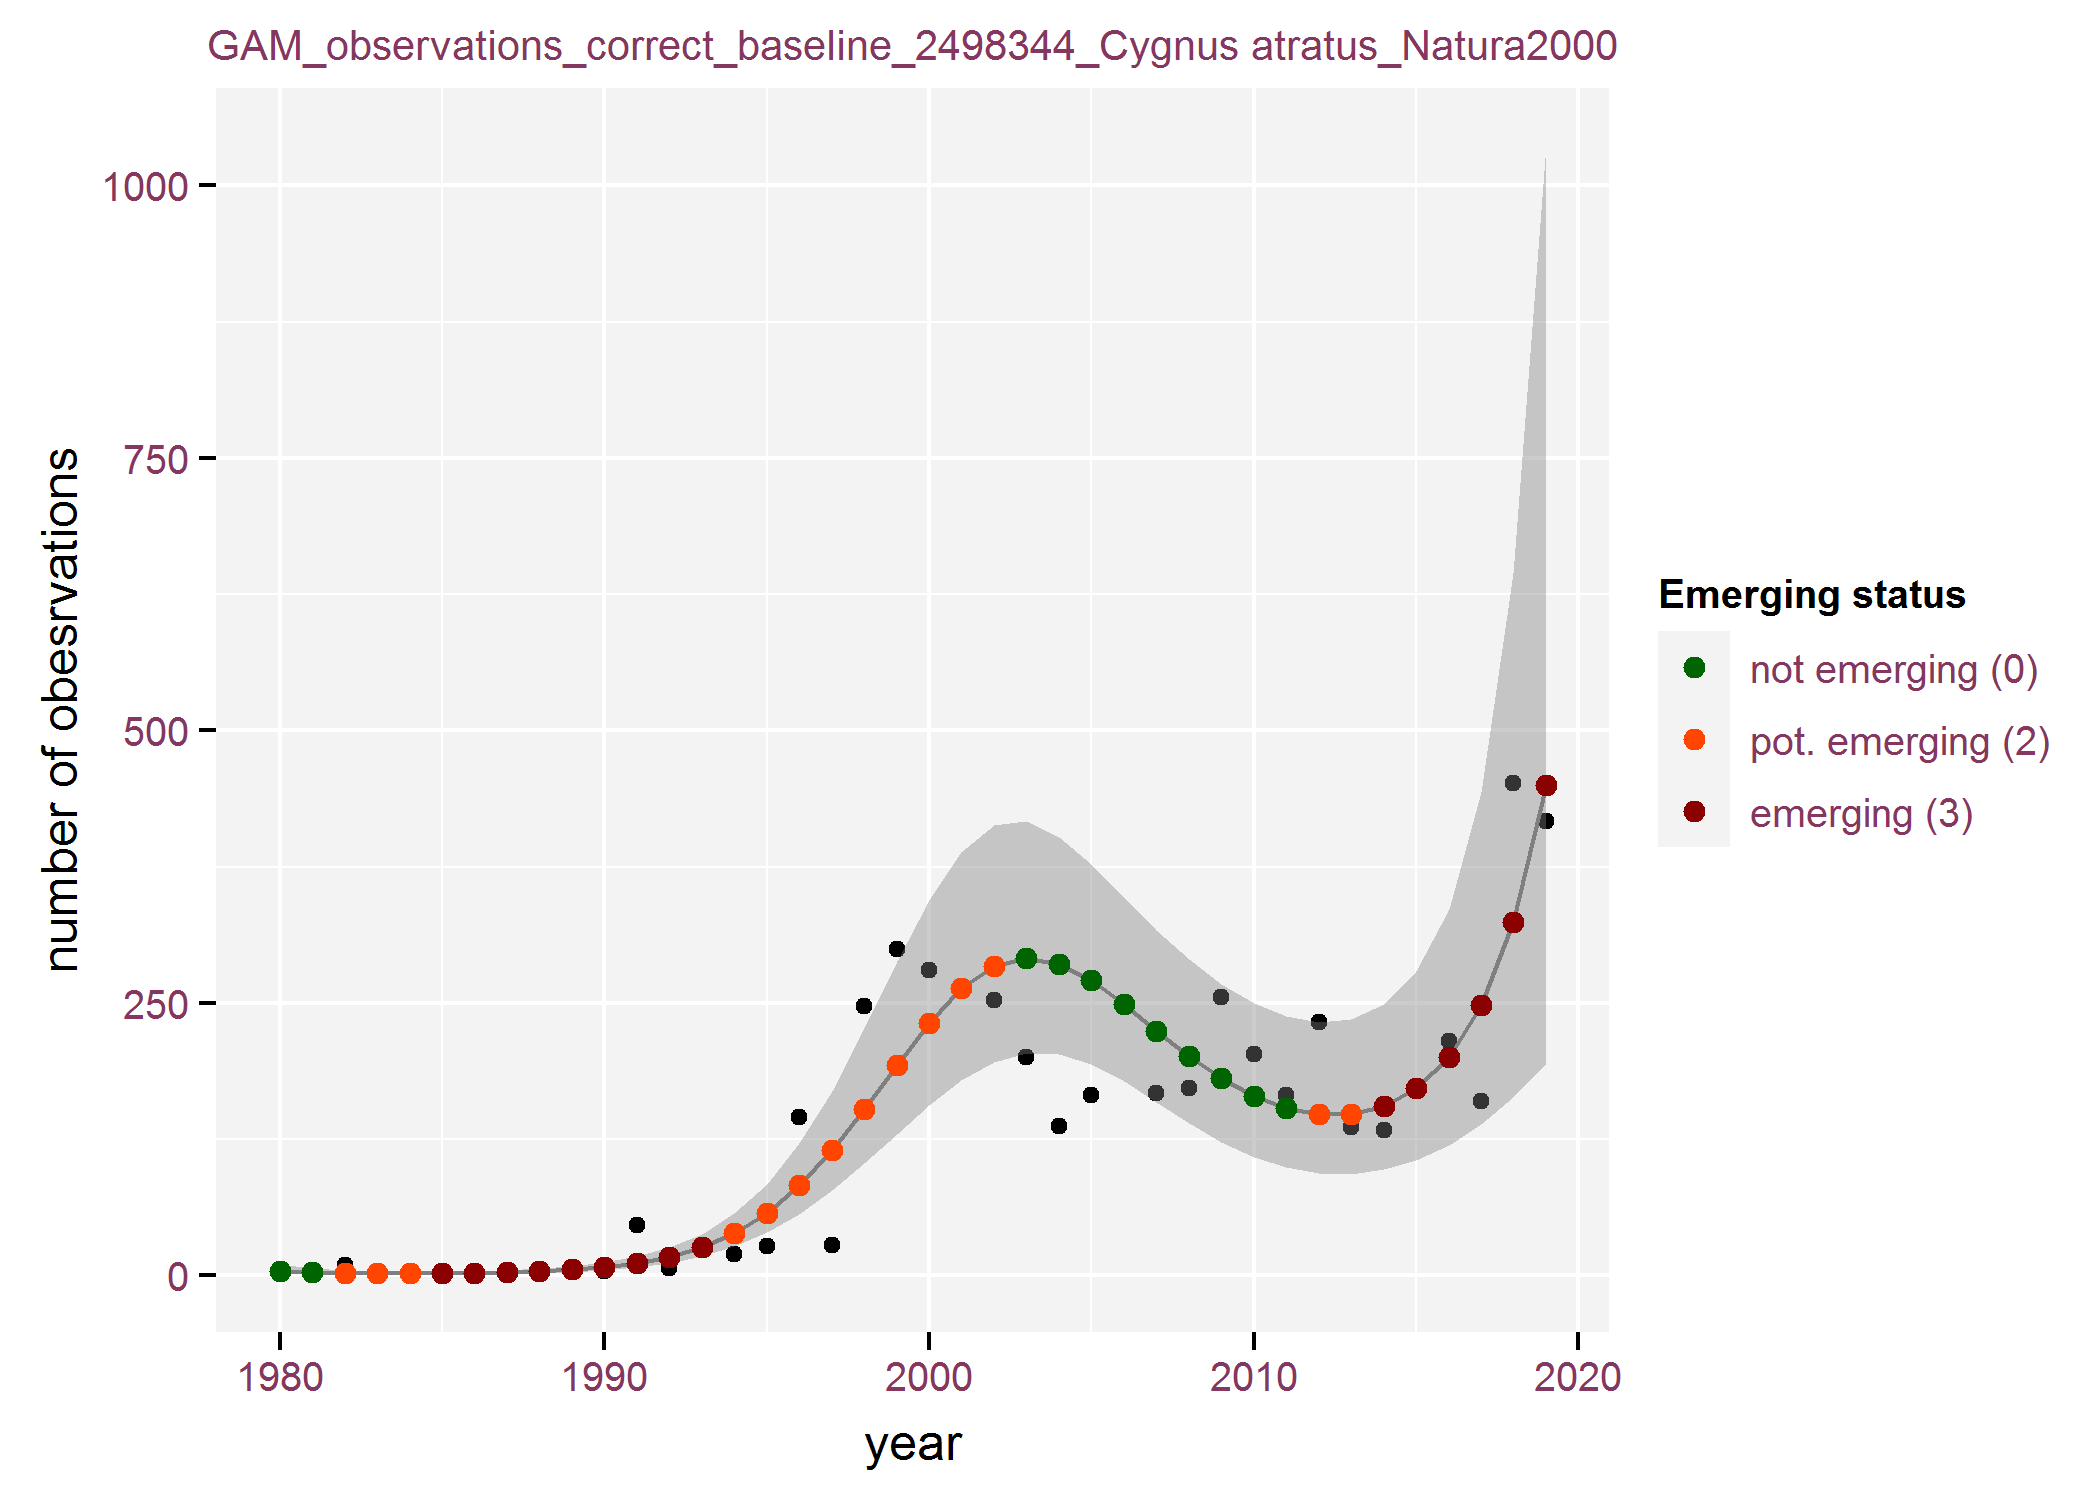 GAM_observations_correct_baseline_2498344_Cygnus atratus_Natura2000
1000
750
500
250
0
number of obesrvations
1980
1990
2000
2010
2020
year
Emerging status
not emerging (0)
pot. emerging (2)
emerging (3)